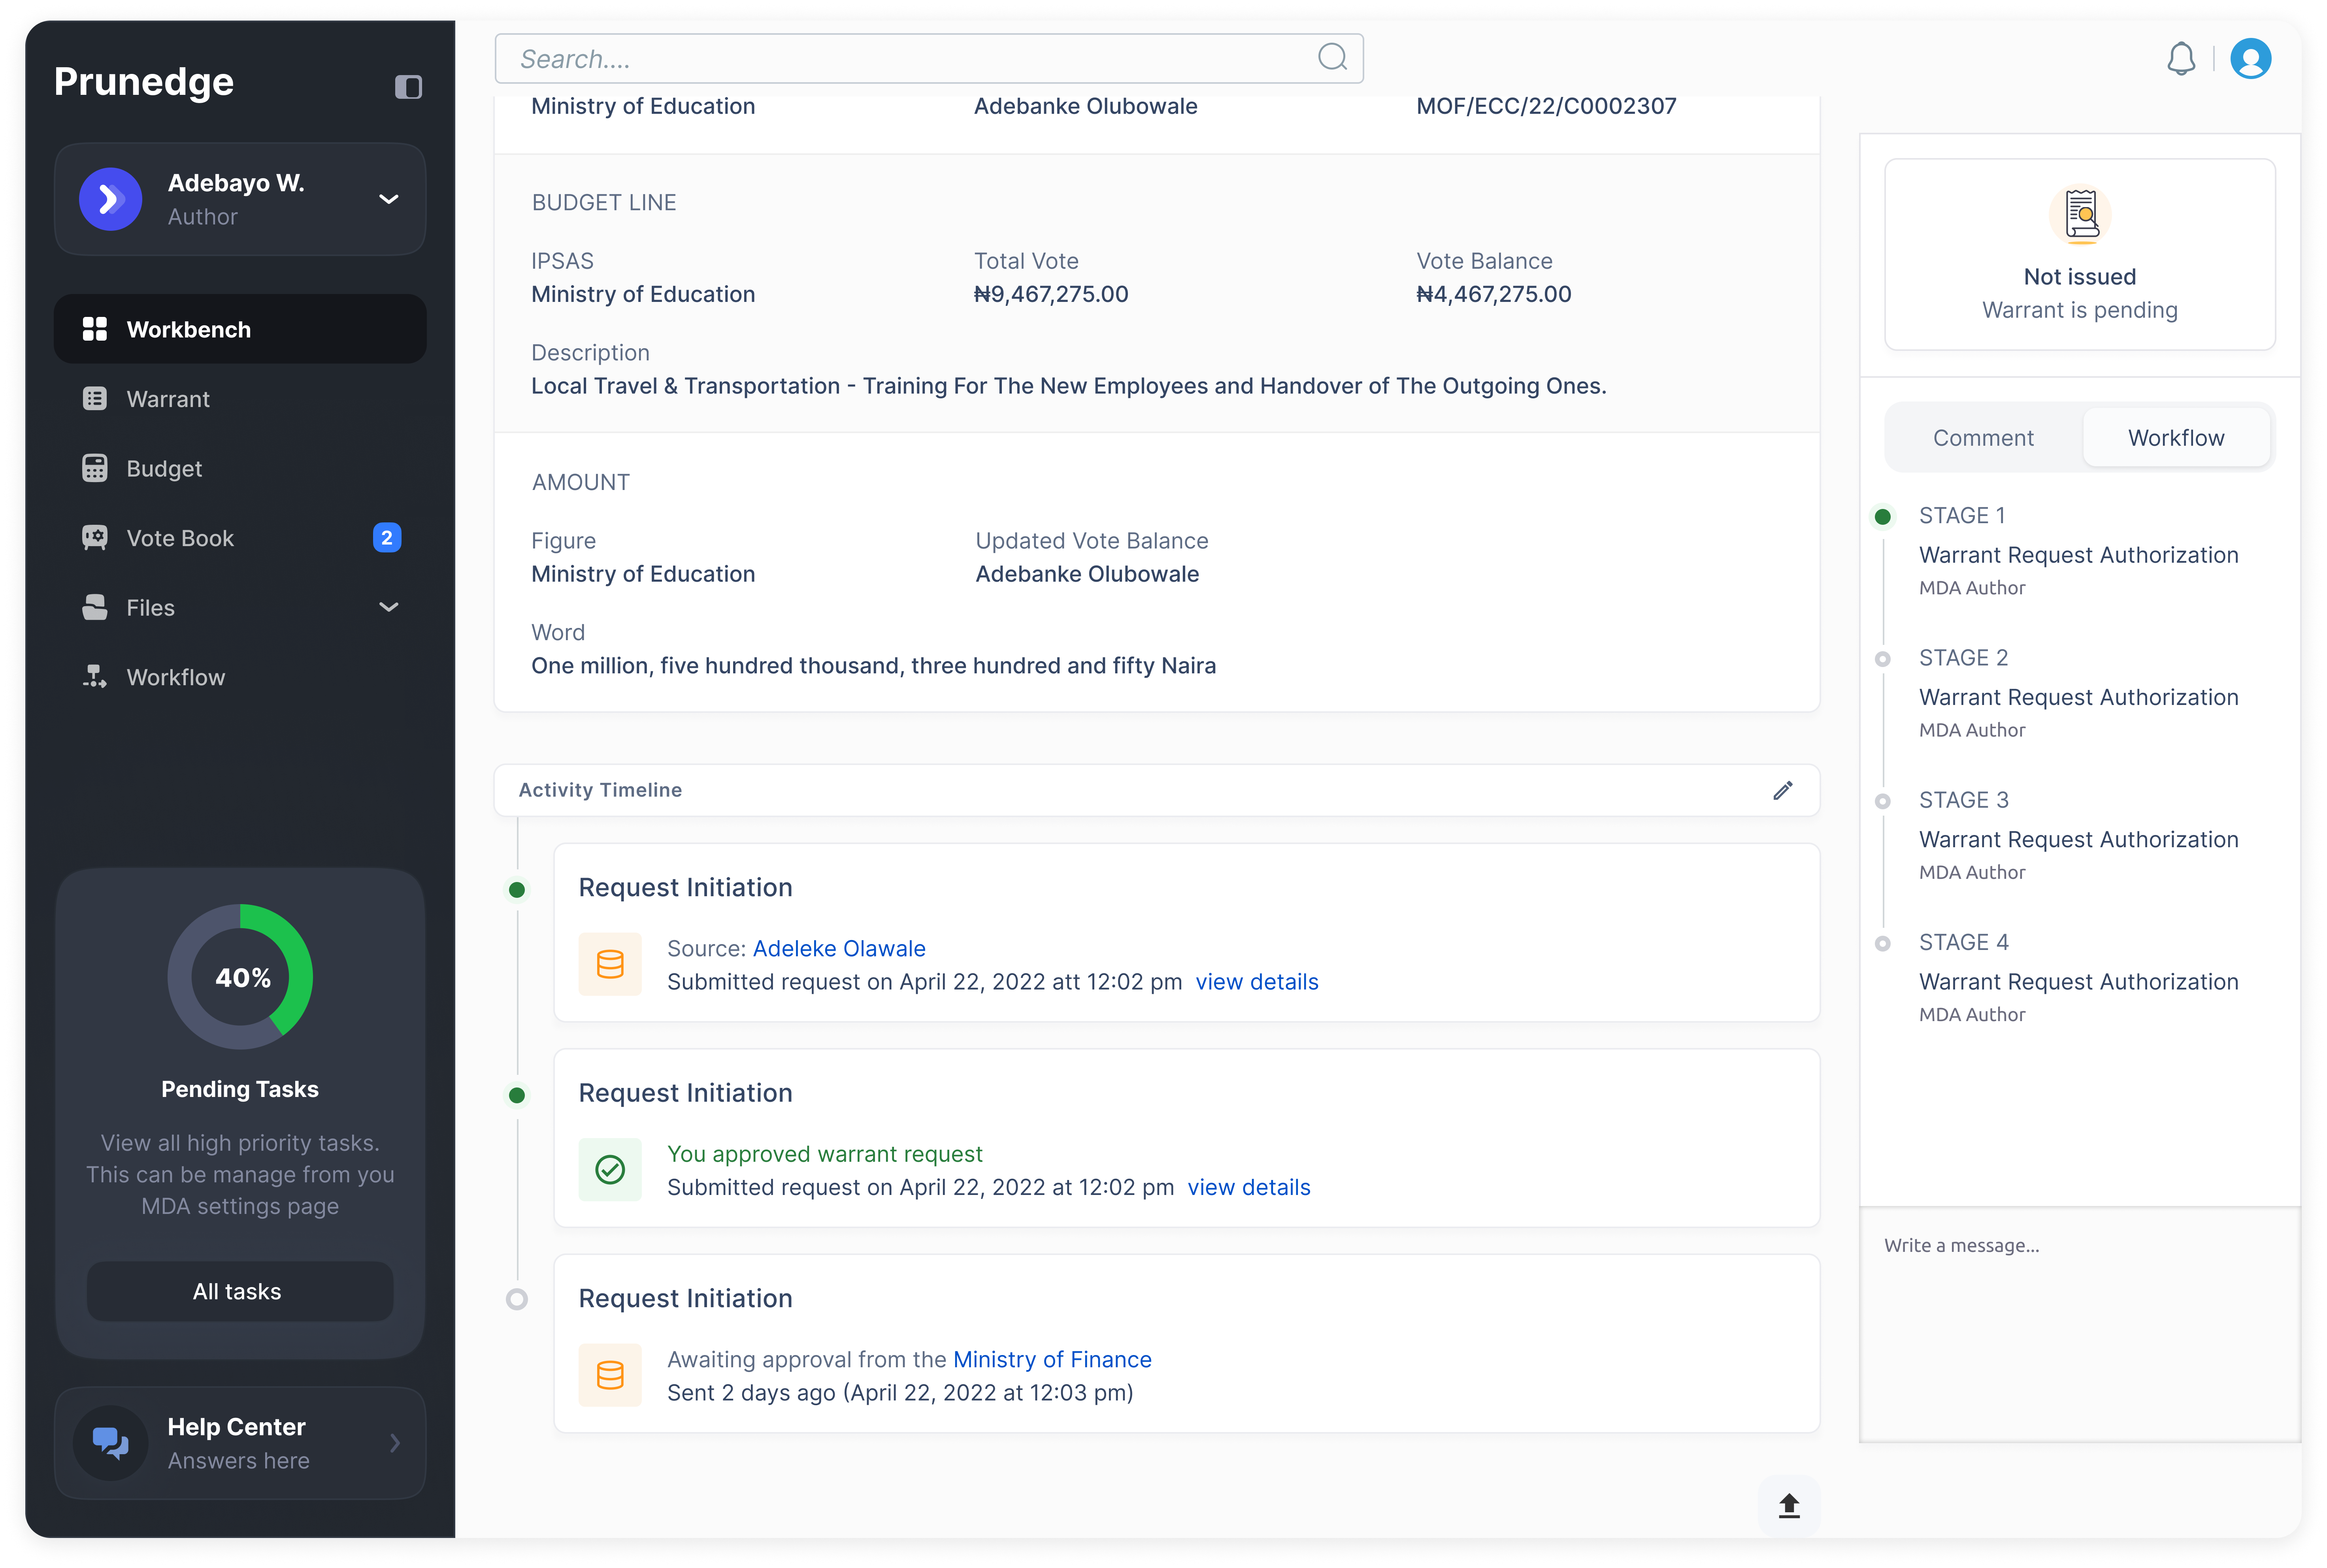 Prunedge
Adebayo W.
Author
Workbench
Warrant
Budget
Vote Book
2
Files
Workflow
40%
Pending Tasks
View all high priority tasks.
This can be manage from you
MDA settings page
All tasks
Help Center
Answers here
Search....
Ministry of Education
Adebanke Olubowale
MOF/ECC/22/C0002307
BUDGET LINE
IPSAS
Ministry of Education
Total Vote
₦9,467,275.00
Vote Balance
₦4,467,275.00
Description
Local Travel & Transportation - Training For The New Employees and Handover of The Outgoing Ones.
AMOUNT
Figure
Ministry of Education
Updated Vote Balance
Adebanke Olubowale
Word
One million, five hundred thousand, three hundred and fifty Naira
Activity Timeline
Request Initiation
Source: Adeleke Olawale
Submitted request on April 22, 2022 att 12:02 pm view details
Request Initiation
You approved warrant request
Submitted request on April 22, 2022 at 12:02 pm view details
Request Initiation
Awaiting approval from the Ministry of Finance
Sent 2 days ago (April 22, 2022 at 12:03 pm)
Not issued
Warrant is pending
Comment
Workflow
STAGE 1
Warrant Request Authorization
MDA Author
STAGE 2
Warrant Request Authorization
MDA Author
STAGE 3
Warrant Request Authorization
MDA Author
STAGE 4
Warrant Request Authorization
MDA Author
Write a message...